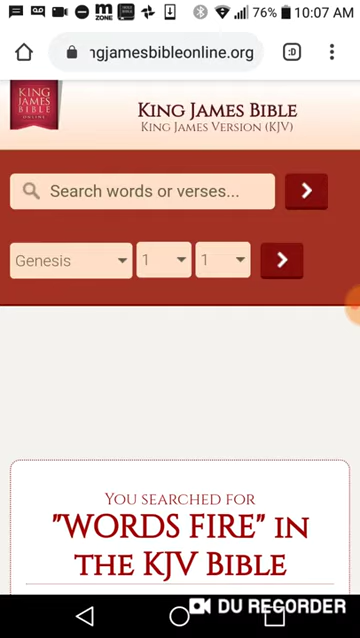 76% 10:07 AM
ngjamesbibleonline.org :D
KING
JAMES
BIBLE
ONLINE
KING JAMES BIBLE
KING JAMES VERSION (KJV)
Search words or verses...
Genesis 1 1
YOU SEARCHED FOR
"WORDS FIRE" IN
THE KJV BIBLE
DU RECORDER